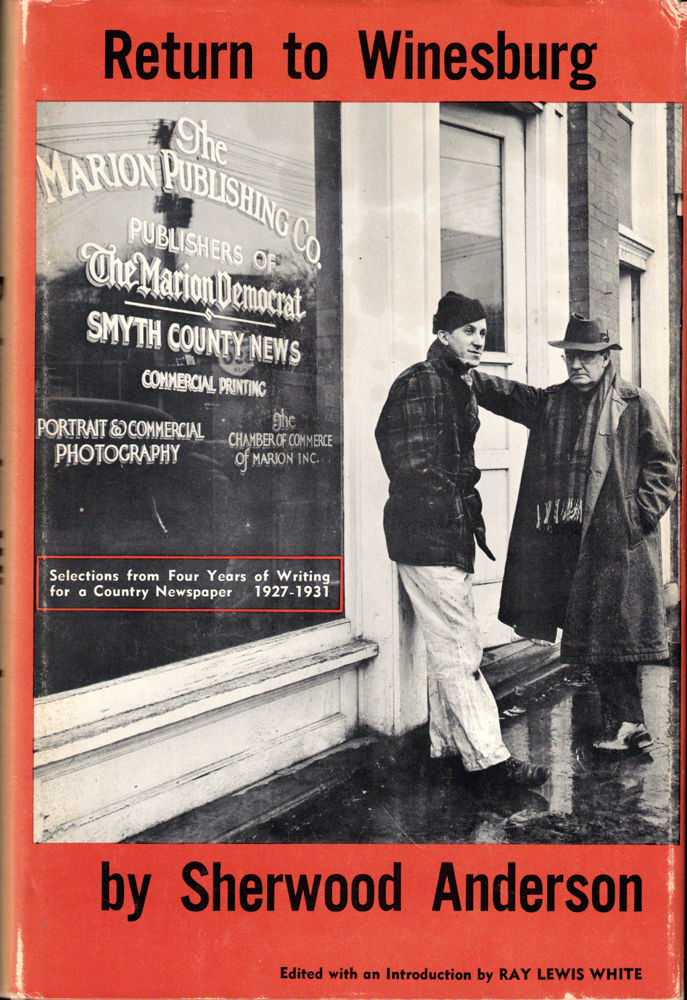 Return to Winesburg
The
MARION PUBLISHING CO.
PUBLISHERS OF
The Marion Democrat
SMYTH COUNTY NEWS
COMMERCIAL PRINTING
PORTRAIT & COMMERCIAL
PHOTOGRAPHY
The
CHAMBER OF COMMERCE
of MARION INC.
Selections from Four Years of Writing
for a Country Newspaper 1927-1931
by Sherwood Anderson
Edited with an Introduction by RAY LEWIS WHITE